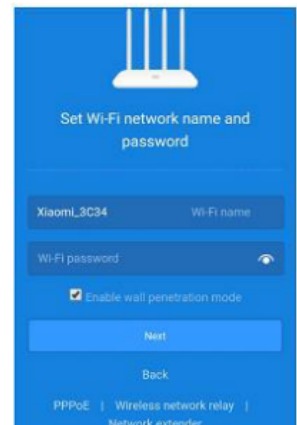 Set Wi-Fi network name and
password
Xiaomi_3C34 Wi-Fi name
Wi-Fi password
Enable wall penetration mode
Next
Back
PPPoE | Wireless network relay |
Network extender